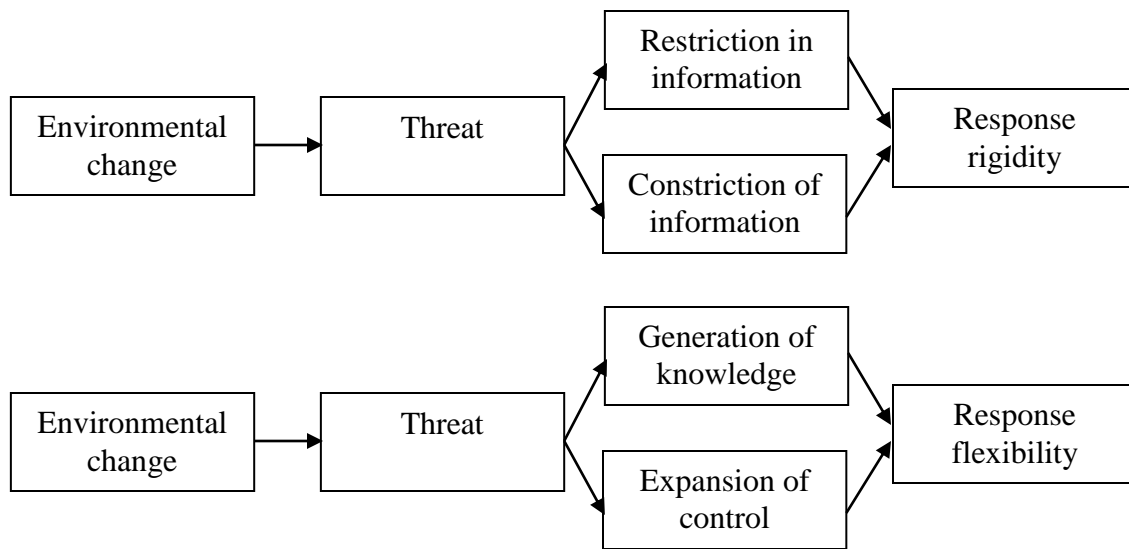 Restriction in
information
Environmental
change
Threat
Response
rigidity
Constriction of
information
Generation of
knowledge
Environmental
change
Threat
Response
flexibility
Expansion of
control